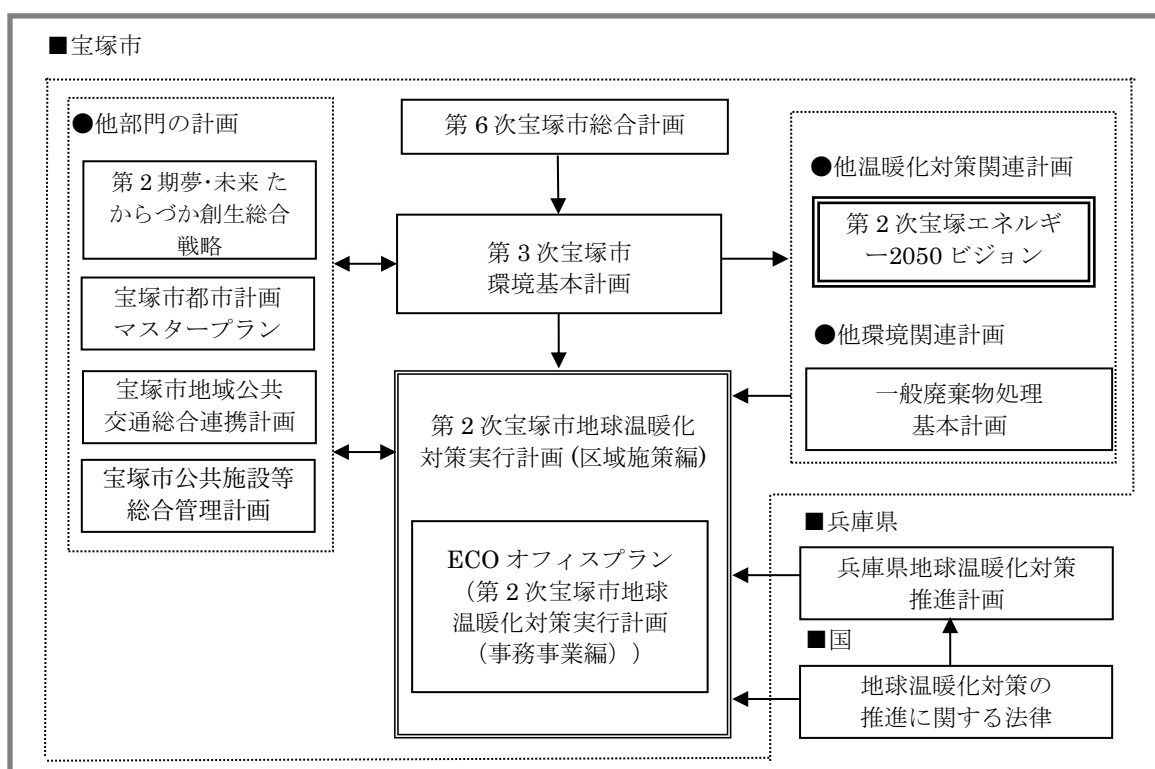 ■宝塚市
●他部門の計画
第2期夢・未来 た
からづか創生総合
戦略
宝塚市都市計画
マスタープラン
宝塚市地域公共
交通総合連携計画
宝塚市公共施設等
総合管理計画
第6次宝塚市総合計画
第3次宝塚市
環境基本計画
第2次宝塚市地球温暖化
対策実行計画(区域施策編)
ECOオフィスプラン
(第2次宝塚市地球
温暖化対策実行計画
(事務事業編))
●他温暖化対策関連計画
第2次宝塚エネルギ
ー2050ビジョン
●他環境関連計画
一般廃棄物処理
基本計画
■兵庫県
兵庫県地球温暖化対策
推進計画
■国
地球温暖化対策の
推進に関する法律